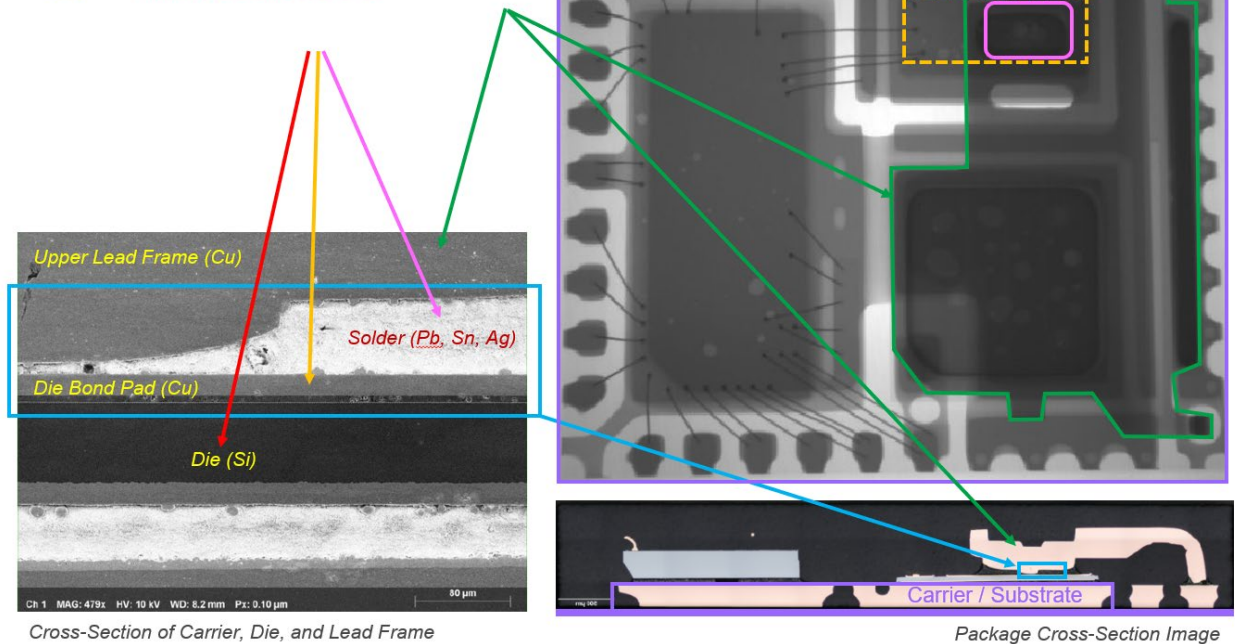 Upper Lead Frame (Cu)
Solder (Pb, Sn, Ag)
Die Bond Pad (Cu)
Die (Si)
Ch 1 MAG: 479x HV: 10 kV WD: 8.2 mm Px: 0.10 µm
80 µm
Carrier / Substrate
Cross-Section of Carrier, Die, and Lead Frame
Package Cross-Section Image